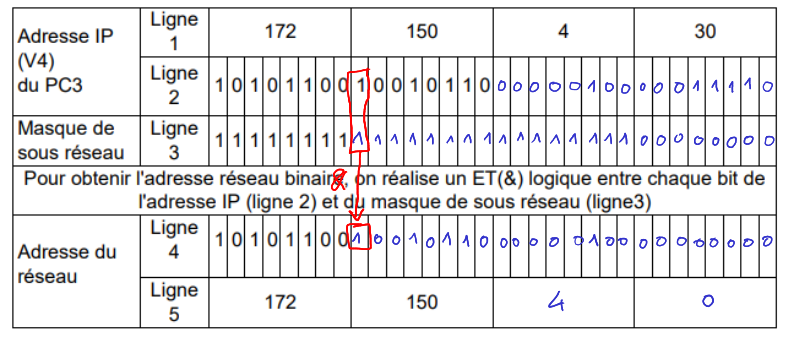 Adresse IP (V4) du PC3
Ligne 1 172 150 4 30
Ligne 2 1 0 1 0 1 1 0 0 1 0 0 1 0 1 1 0 0 0 0 0 0 1 0 0 0 0 0 1 1 1 1 0
Masque de sous réseau
Ligne 3 1 1 1 1 1 1 1 1 1 1 1 1 1 1 1 1 1 1 1 1 1 1 1 1 0 0 0 0 0 0 0 0
&
Pour obtenir l'adresse réseau binaire, on réalise un ET(&) logique entre chaque bit de
l'adresse IP (ligne 2) et du masque de sous réseau (ligne3)
Adresse du réseau
Ligne 4 1 0 1 0 1 1 0 0 1 0 0 1 0 1 1 0 0 0 0 0 0 1 0 0 0 0 0 0 0 0 0 0
Ligne 5 172 150 4 0